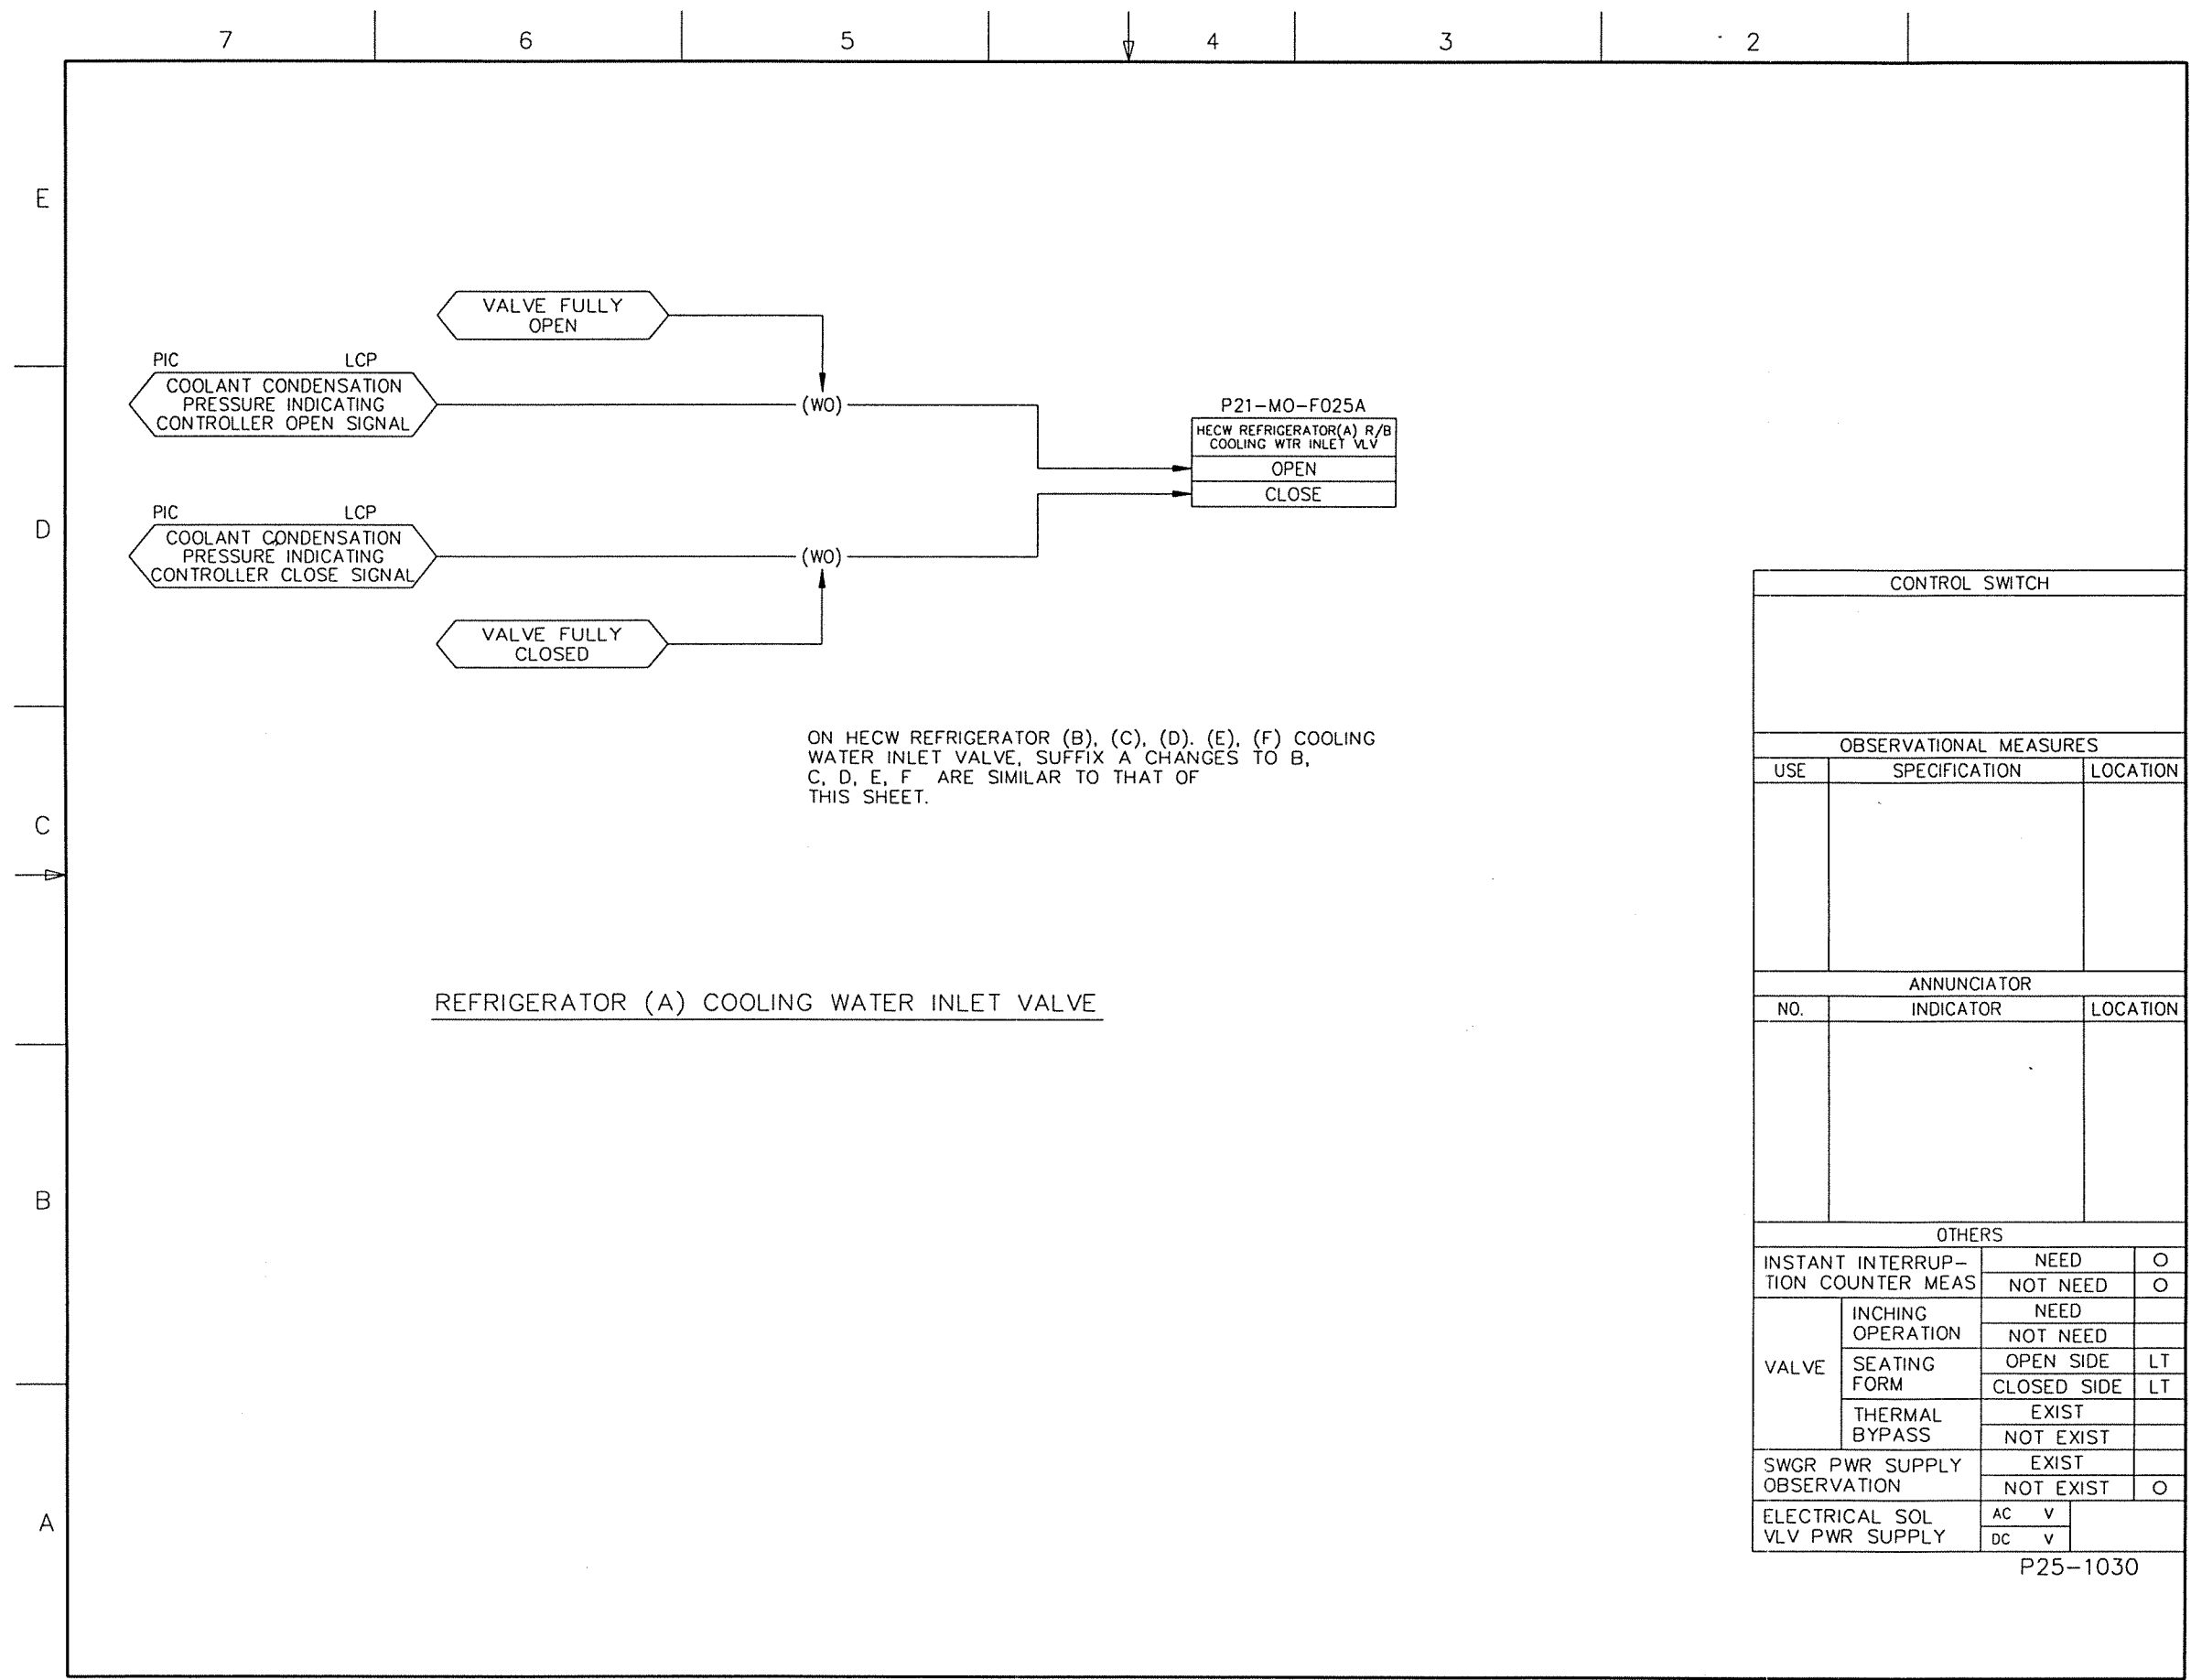 7 6 5 4 3 2
E
D
C
B
A
VALVE FULLY
OPEN
PIC LCP
COOLANT CONDENSATION
PRESSURE INDICATING
CONTROLLER OPEN SIGNAL
(WO)
P21-MO-F025A
HECW REFRIGERATOR(A) R/B
COOLING WTR INLET VLV
OPEN
CLOSE
PIC LCP
COOLANT CONDENSATION
PRESSURE INDICATING
CONTROLLER CLOSE SIGNAL
(WO)
VALVE FULLY
CLOSED
ON HECW REFRIGERATOR (B), (C), (D). (E), (F) COOLING
WATER INLET VALVE, SUFFIX A CHANGES TO B,
C, D, E, F ARE SIMILAR TO THAT OF
THIS SHEET.
REFRIGERATOR (A) COOLING WATER INLET VALVE
CONTROL SWITCH
OBSERVATIONAL MEASURES
USE SPECIFICATION LOCATION
ANNUNCIATOR
NO. INDICATOR LOCATION
OTHERS
INSTANT INTERRUP-
TION COUNTER MEAS
NEED O
NOT NEED O
VALVE
INCHING
OPERATION
NEED
NOT NEED
SEATING
FORM
OPEN SIDE LT
CLOSED SIDE LT
THERMAL
BYPASS
EXIST
NOT EXIST
SWGR PWR SUPPLY
OBSERVATION
EXIST
NOT EXIST O
ELECTRICAL SOL
VLV PWR SUPPLY
AC V
DC V
P25-1030